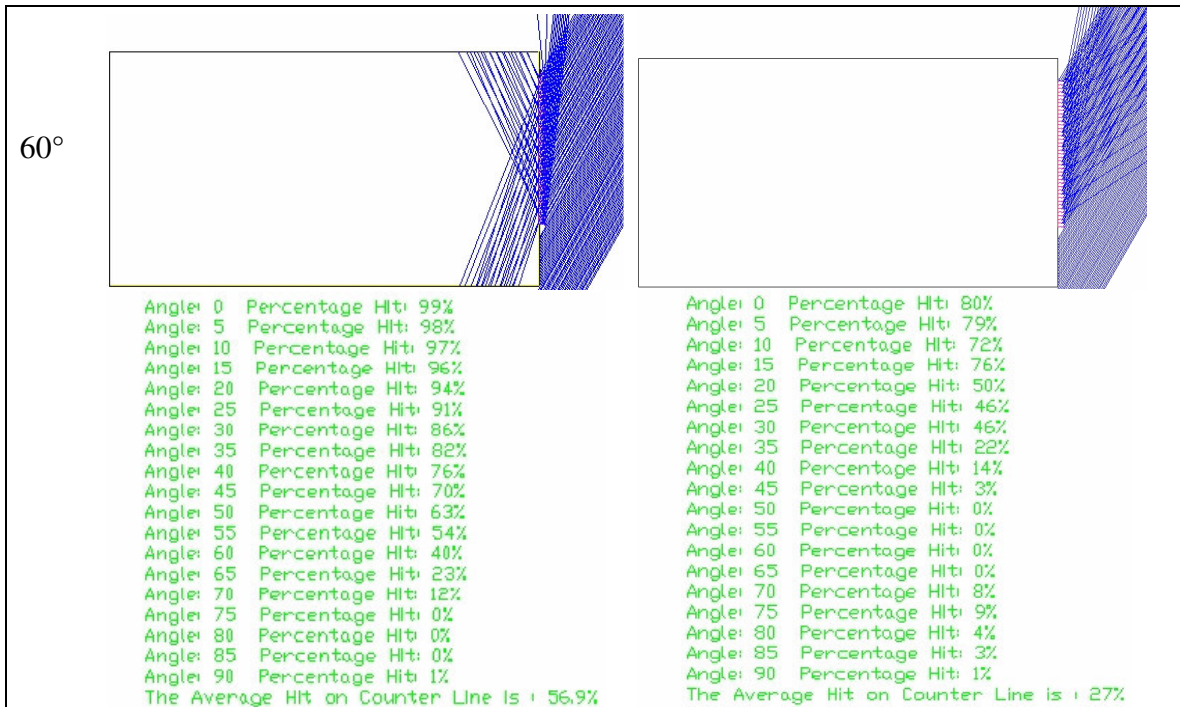 60°
Angle: 0 Percentage Hit: 99%
Angle: 5 Percentage Hit: 98%
Angle: 10 Percentage Hit: 97%
Angle: 15 Percentage Hit: 96%
Angle: 20 Percentage Hit: 94%
Angle: 25 Percentage Hit: 91%
Angle: 30 Percentage Hit: 86%
Angle: 35 Percentage Hit: 82%
Angle: 40 Percentage Hit: 76%
Angle: 45 Percentage Hit: 70%
Angle: 50 Percentage Hit: 63%
Angle: 55 Percentage Hit: 54%
Angle: 60 Percentage Hit: 40%
Angle: 65 Percentage Hit: 23%
Angle: 70 Percentage Hit: 12%
Angle: 75 Percentage Hit: 0%
Angle: 80 Percentage Hit: 0%
Angle: 85 Percentage Hit: 0%
Angle: 90 Percentage Hit: 1%
The Average Hit on Counter Line is : 56.9%
Angle: 0 Percentage Hit: 80%
Angle: 5 Percentage Hit: 79%
Angle: 10 Percentage Hit: 72%
Angle: 15 Percentage Hit: 76%
Angle: 20 Percentage Hit: 50%
Angle: 25 Percentage Hit: 46%
Angle: 30 Percentage Hit: 46%
Angle: 35 Percentage Hit: 22%
Angle: 40 Percentage Hit: 14%
Angle: 45 Percentage Hit: 3%
Angle: 50 Percentage Hit: 0%
Angle: 55 Percentage Hit: 0%
Angle: 60 Percentage Hit: 0%
Angle: 65 Percentage Hit: 0%
Angle: 70 Percentage Hit: 8%
Angle: 75 Percentage Hit: 9%
Angle: 80 Percentage Hit: 4%
Angle: 85 Percentage Hit: 3%
Angle: 90 Percentage Hit: 1%
The Average Hit on Counter Line is : 27%